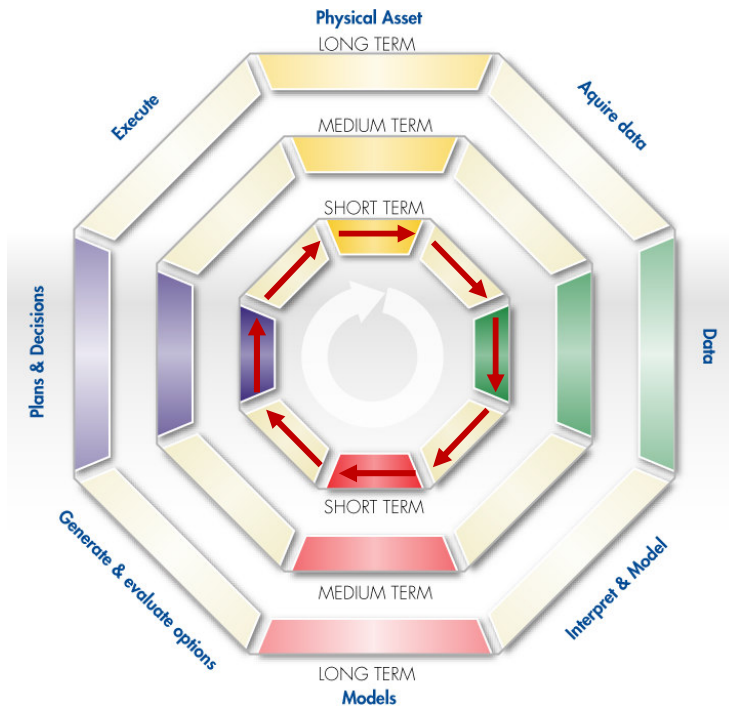 Physical Asset
LONG TERM
Execute
Aquire data
MEDIUM TERM
SHORT TERM
Plans & Decisions
Data
SHORT TERM
Generate & evaluate options
Interpret & Model
MEDIUM TERM
LONG TERM
Models